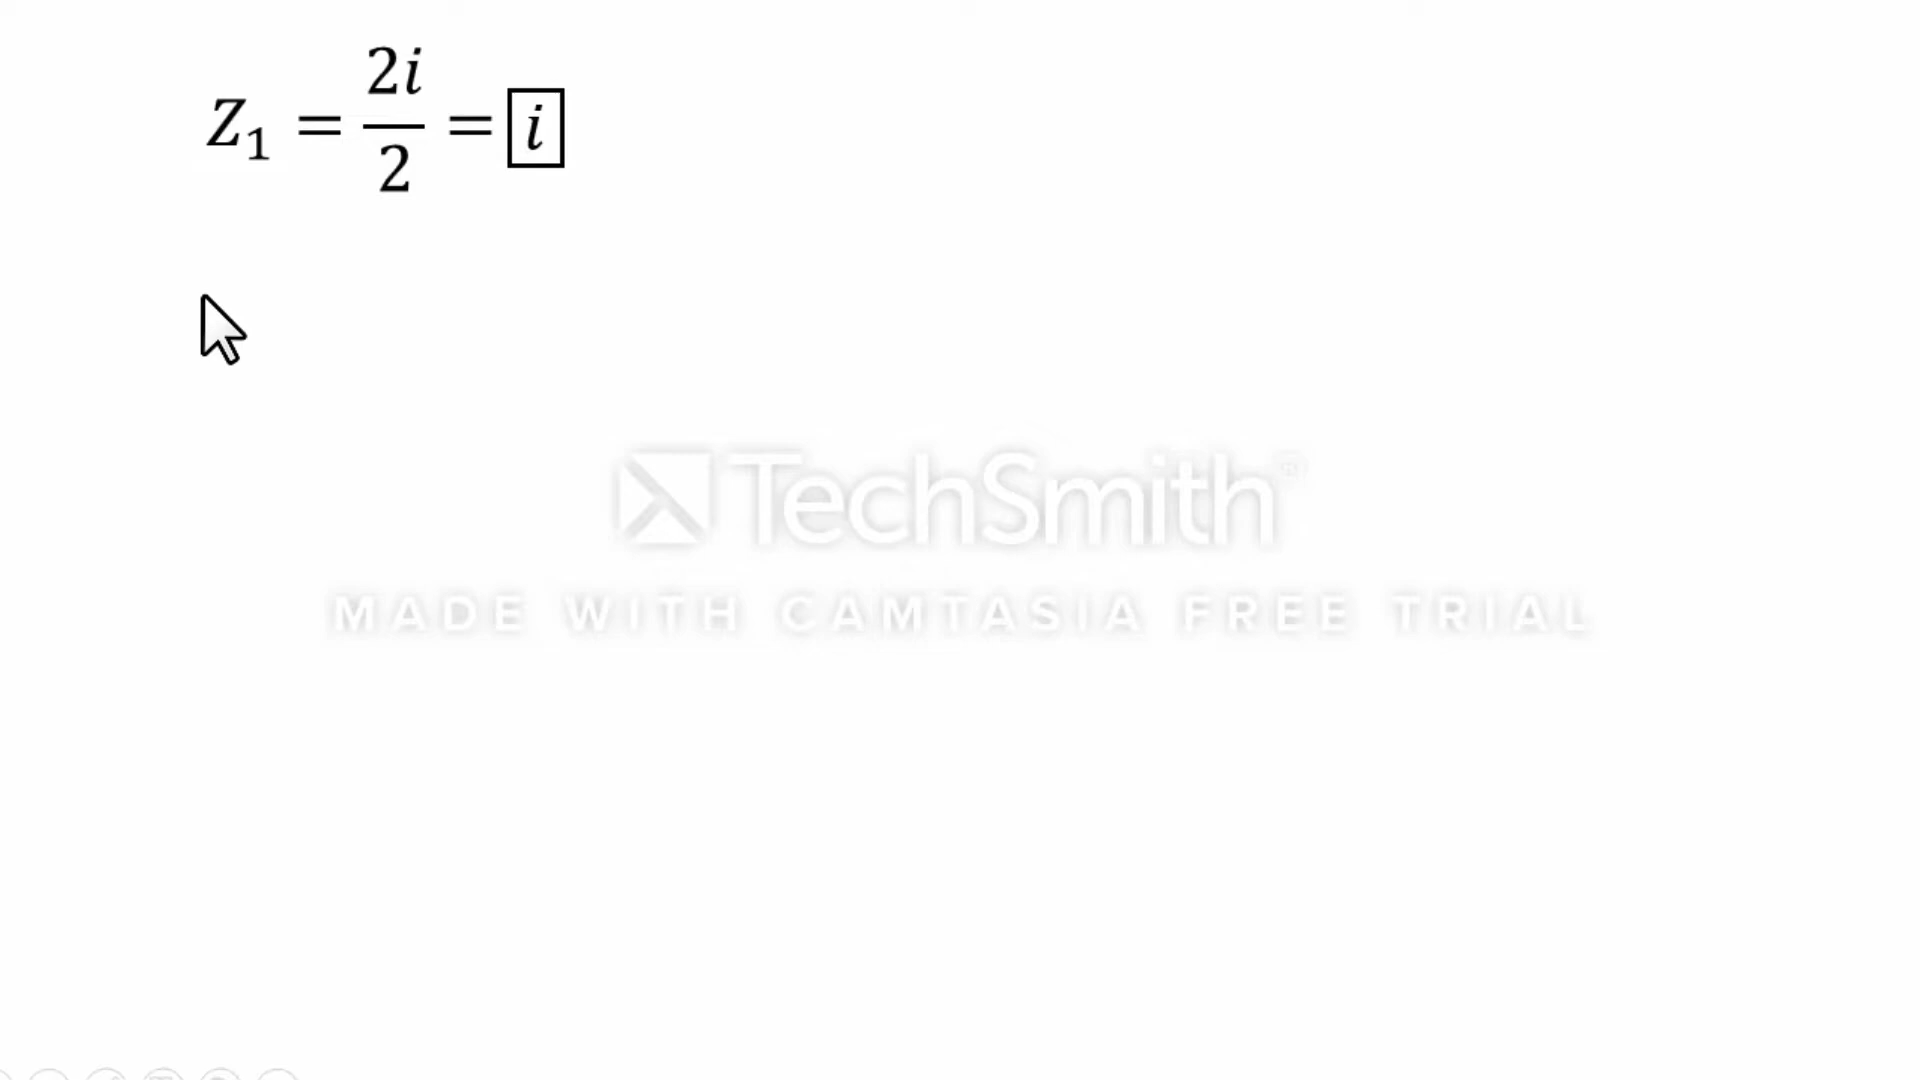 Z₁ = 2i/2 = i
TechSmith®
MADE WITH CAMTASIA FREE TRIAL